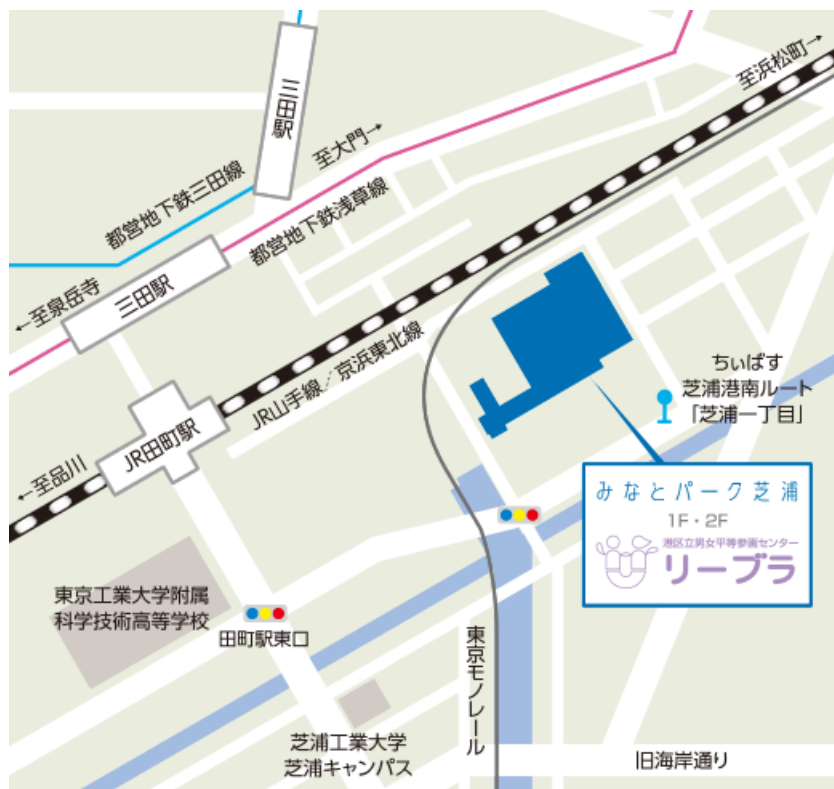 三田駅
至浜松町→
至大門→
都営地下鉄三田線
都営地下鉄浅草線
←至泉岳寺
三田駅
JR山手線/京浜東北線
JR田町駅
←至品川
ちぃばす
芝浦港南ルート
「芝浦一丁目」
みなとパーク芝浦
1F・2F
港区立男女平等参画センター
リーブラ
東京工業大学附属
科学技術高等学校
田町駅東口
東京モノレール
芝浦工業大学
芝浦キャンパス
旧海岸通り